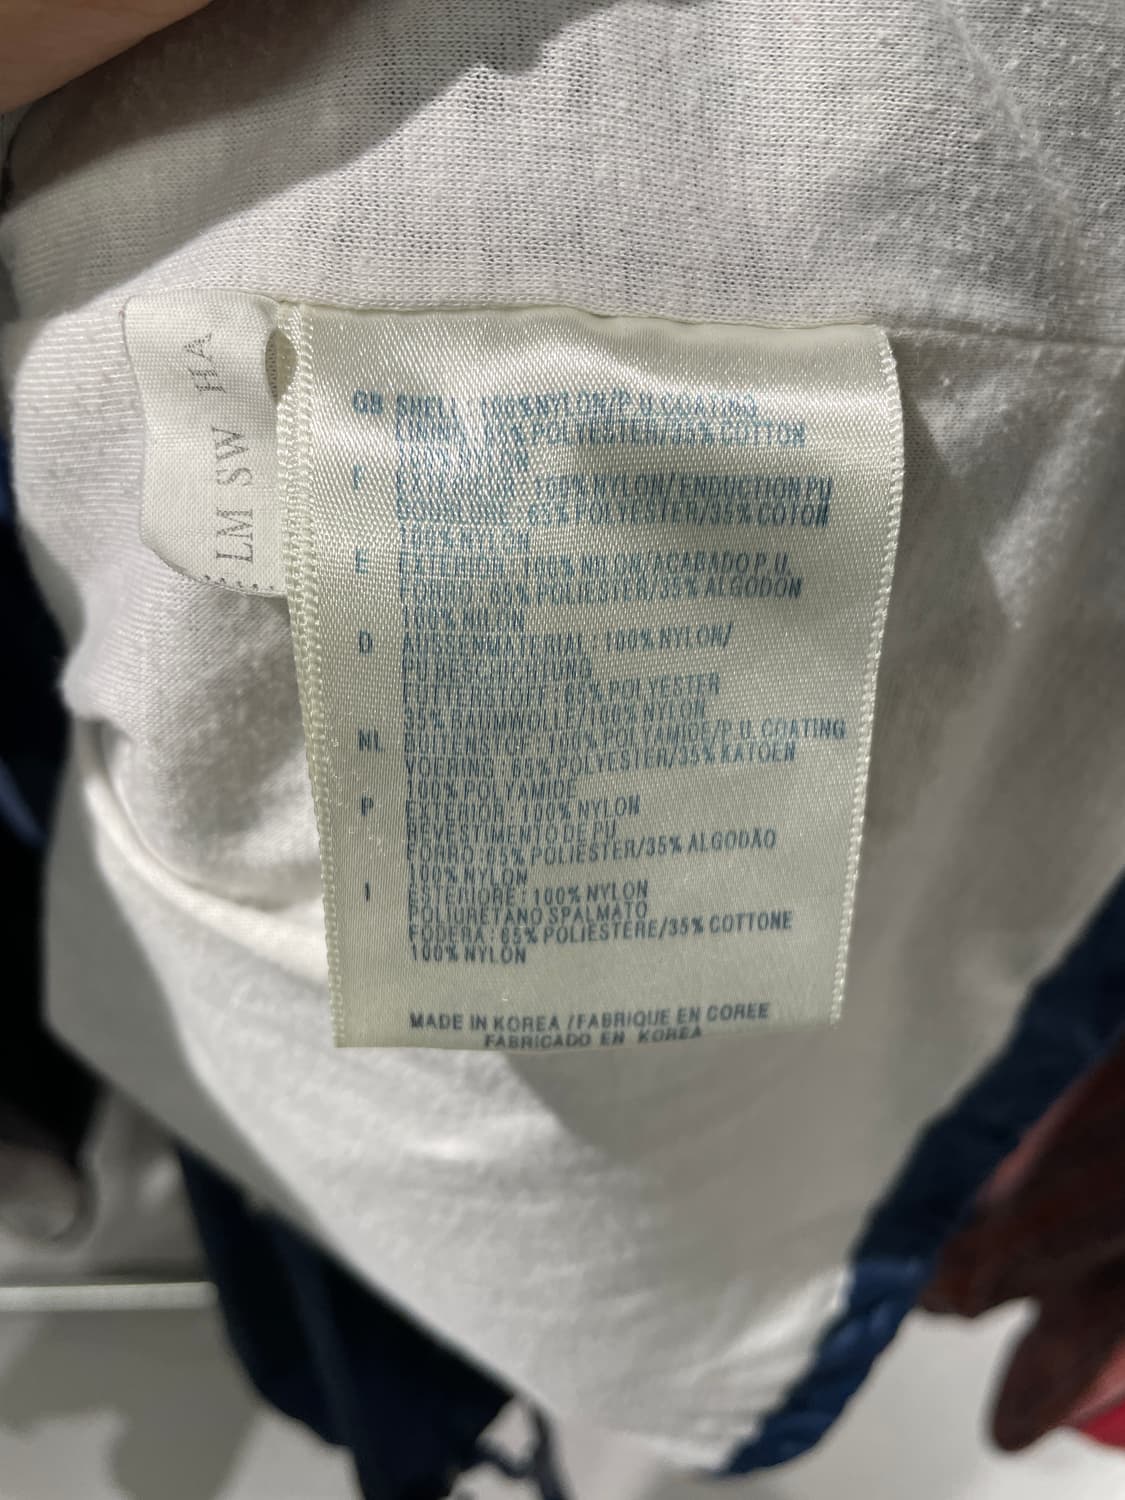 GB SHELL: 100%NYLON/P.U.COATING
LINING: 65% POLYESTER/35% COTTON
100% NYLON
F EXTERIEUR: 100% NYLON/ENDUCTION PU
DOUBLURE: 65% POLYESTER/35% COTON
100% NYLON
E EXTERIOR: 100% NILON/ACABADO P.U.
FORRO: 65% POLIESTER/35% ALGODON
100% NILON
D AUSSENMATERIAL: 100% NYLON/
PU BESCHICHTUNG
FUTTERSTOFF: 65% POLYESTER
35% BAUMWOLLE/100% NYLON
NL BUITENSTOF: 100% POLYAMIDE/P.U. COATING
VOERING: 65% POLYESTER/35% KATOEN
100% POLYAMIDE
P EXTERIOR: 100% NYLON
REVESTIMENTO DE PU
FORRO: 65% POLIESTER/35% ALGODÃO
100% NYLON
I ESTERIORE: 100% NYLON
POLIURETANO SPALMATO
FODERA: 65% POLIESTERE/35% COTTONE
100% NYLON
MADE IN KOREA /FABRIQUE EN COREE
FABRICADO EN KOREA
HA
LM SW